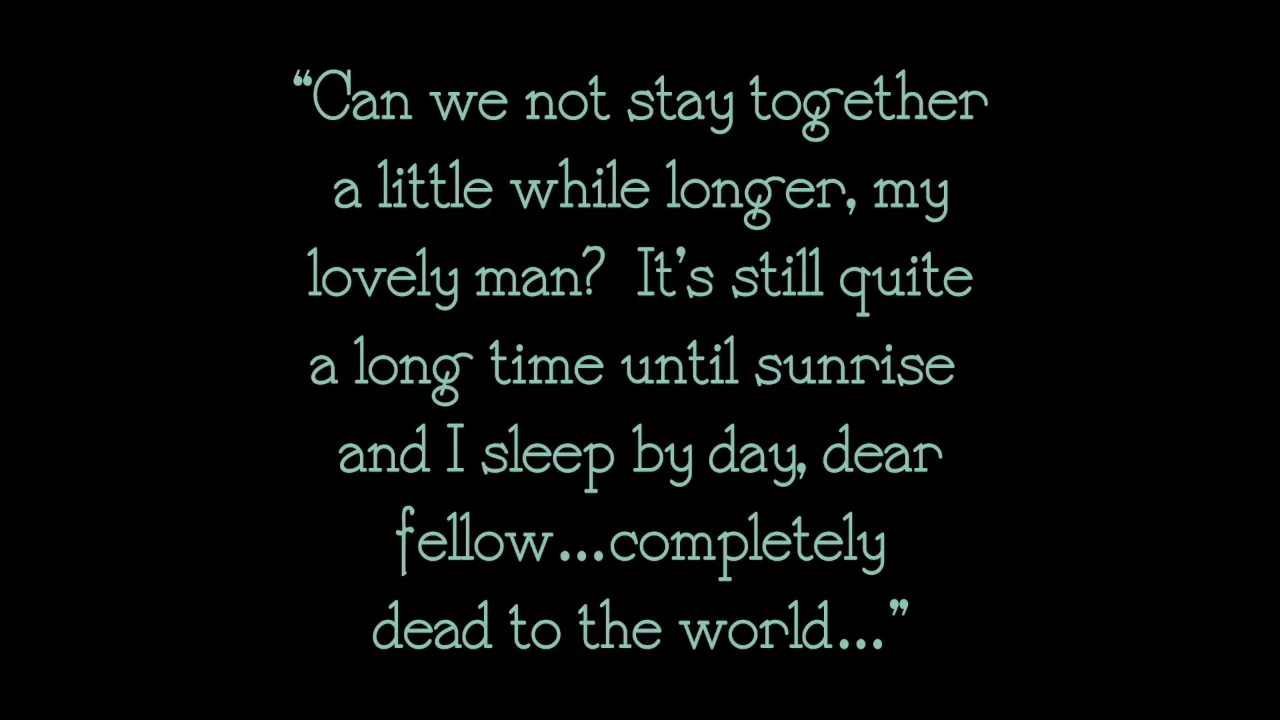 “Can we not stay together
a little while longer, my
lovely man?  It’s still quite
a long time until sunrise
and I sleep by day, dear
fellow...completely
dead to the world...”